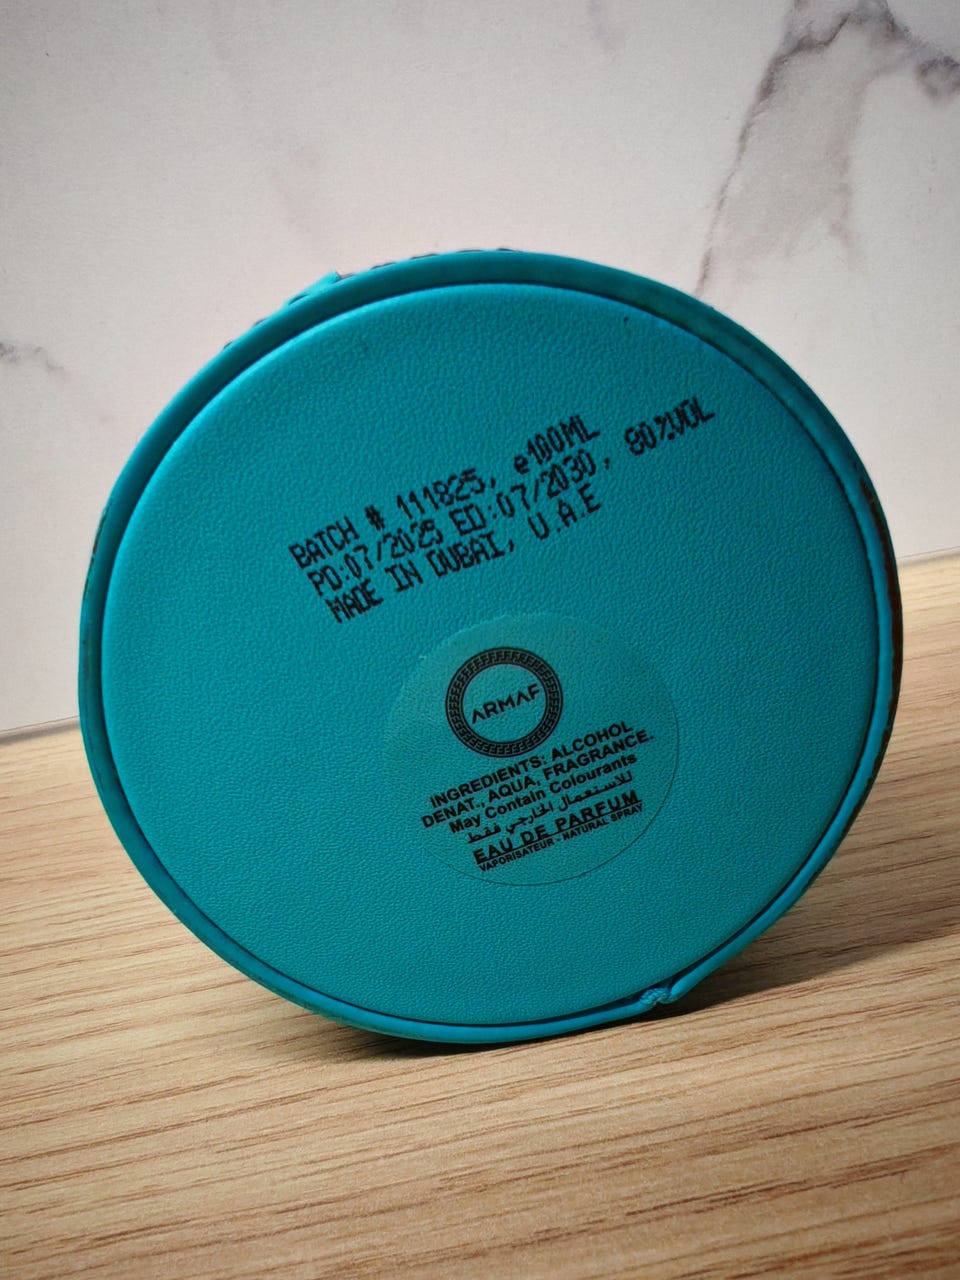 BATCH # 111825, e100ML
PD:07/2025 ED:07/2030, 80%VOL
MADE IN DUBAI, U.A.E
ARMAF
INGREDIENTS: ALCOHOL
DENAT., AQUA, FRAGRANCE.
May Contain Colourants
للاستعمال الخارجي فقط
EAU DE PARFUM
VAPORISATEUR - NATURAL SPRAY